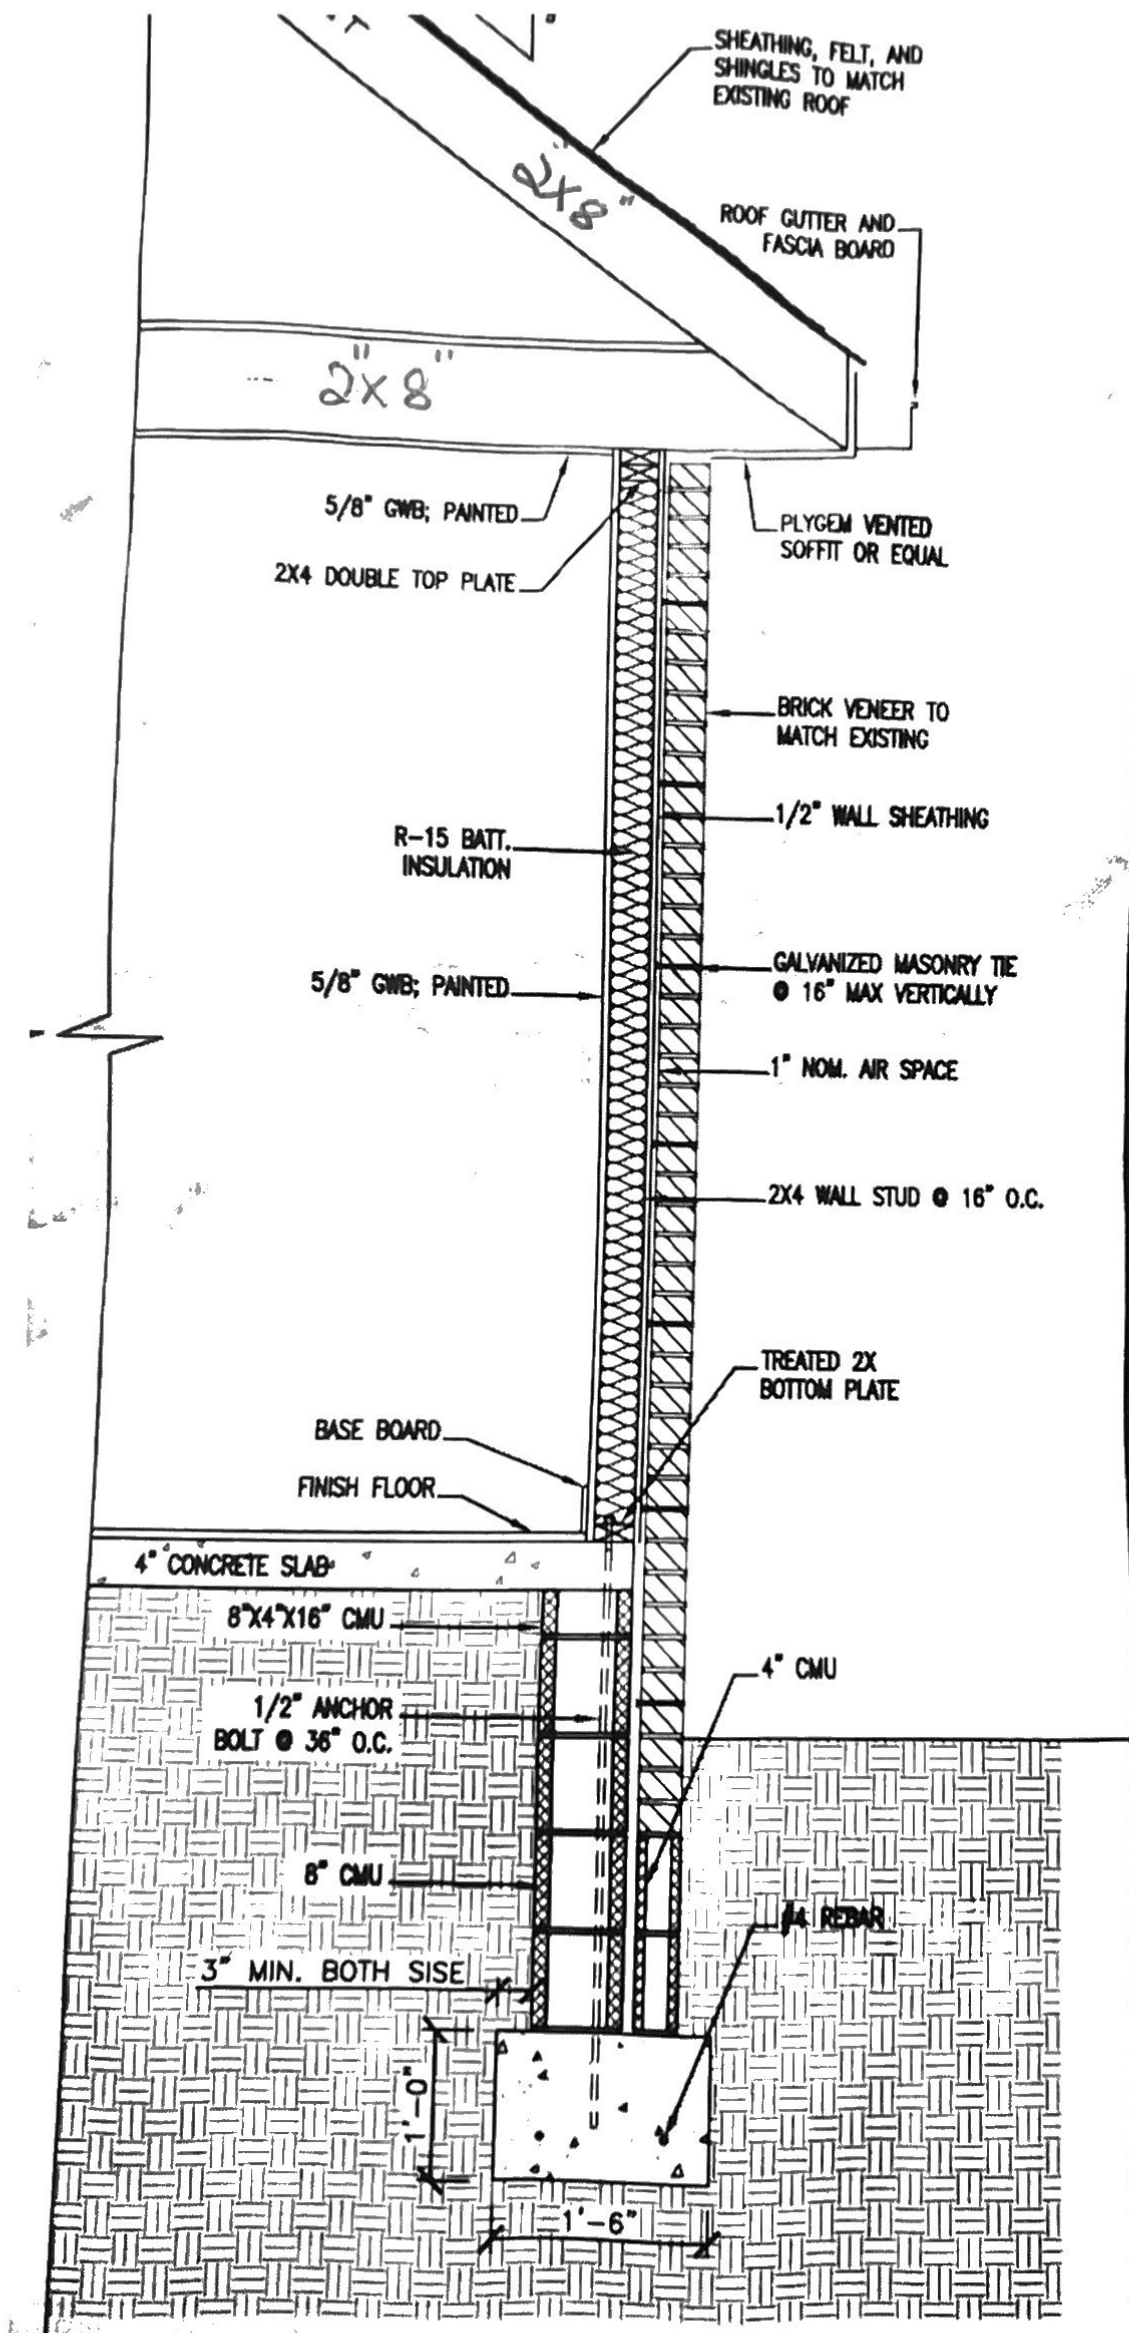 SHEATHING, FELT, AND
SHINGLES TO MATCH
EXISTING ROOF
2"X8"
ROOF GUTTER AND
FASCIA BOARD
2"X8"
5/8" GWB; PAINTED
PLYGEM VENTED
SOFFIT OR EQUAL
2X4 DOUBLE TOP PLATE
BRICK VENEER TO
MATCH EXISTING
1/2" WALL SHEATHING
R-15 BATT.
INSULATION
GALVANIZED MASONRY TIE
@ 16" MAX VERTICALLY
5/8" GWB; PAINTED
1" NOM. AIR SPACE
2X4 WALL STUD @ 16" O.C.
TREATED 2X
BOTTOM PLATE
BASE BOARD
FINISH FLOOR
4" CONCRETE SLAB
8"X4"X16" CMU
4" CMU
1/2" ANCHOR
BOLT @ 36" O.C.
8" CMU
#4 REBAR
3" MIN. BOTH SISE
1'-0"
1'-6"